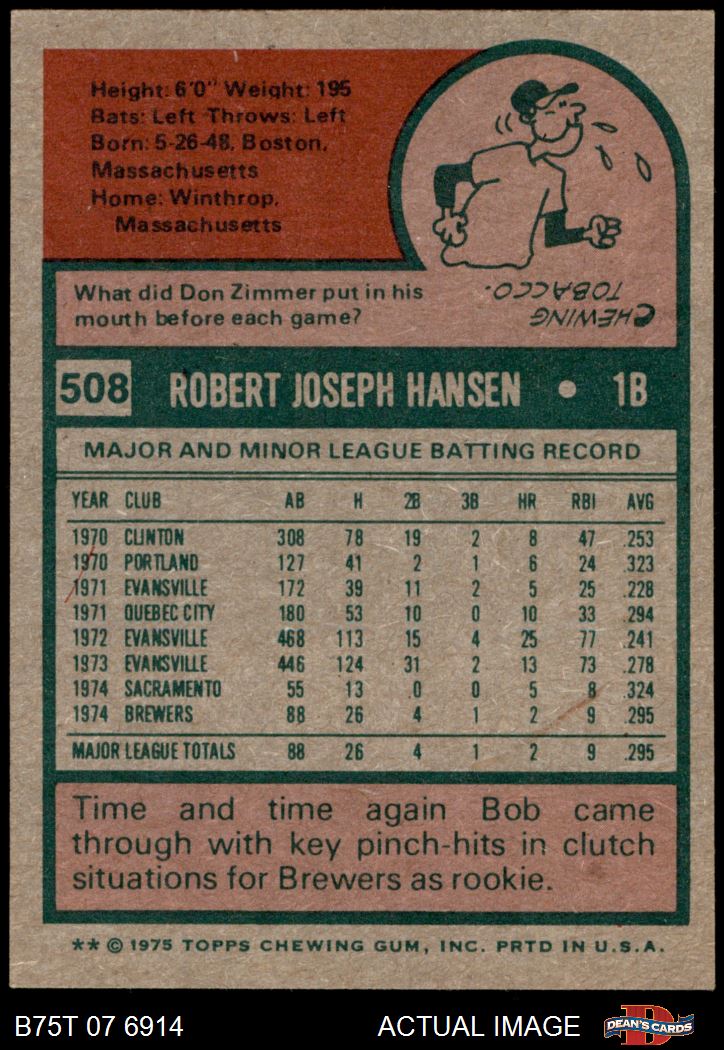 Height: 6'0" Weight: 195
Bats: Left Throws: Left
Born: 5-26-48, Boston,
Massachusetts
Home: Winthrop,
Massachusetts
What did Don Zimmer put in his
mouth before each game?
CHEWING
TOBACCO.
508 ROBERT JOSEPH HANSEN • 1B
MAJOR AND MINOR LEAGUE BATTING RECORD
YEAR CLUB AB H 2B 3B HR RBI AVG
1970 CLINTON 308 78 19 2 8 47 .253
1970 PORTLAND 127 41 2 1 6 24 .323
1971 EVANSVILLE 172 39 11 2 5 25 .228
1971 QUEBEC CITY 180 53 10 0 10 33 .294
1972 EVANSVILLE 468 113 15 4 25 77 .241
1973 EVANSVILLE 446 124 31 2 13 73 .278
1974 SACRAMENTO 55 13 0 0 5 8 .324
1974 BREWERS 88 26 4 1 2 9 .295
MAJOR LEAGUE TOTALS 88 26 4 1 2 9 .295
Time and time again Bob came
through with key pinch-hits in clutch
situations for Brewers as rookie.
** © 1975 TOPPS CHEWING GUM, INC. PRTD IN U.S.A.
B75T 07 6914 ACTUAL IMAGE DEAN'S CARDS